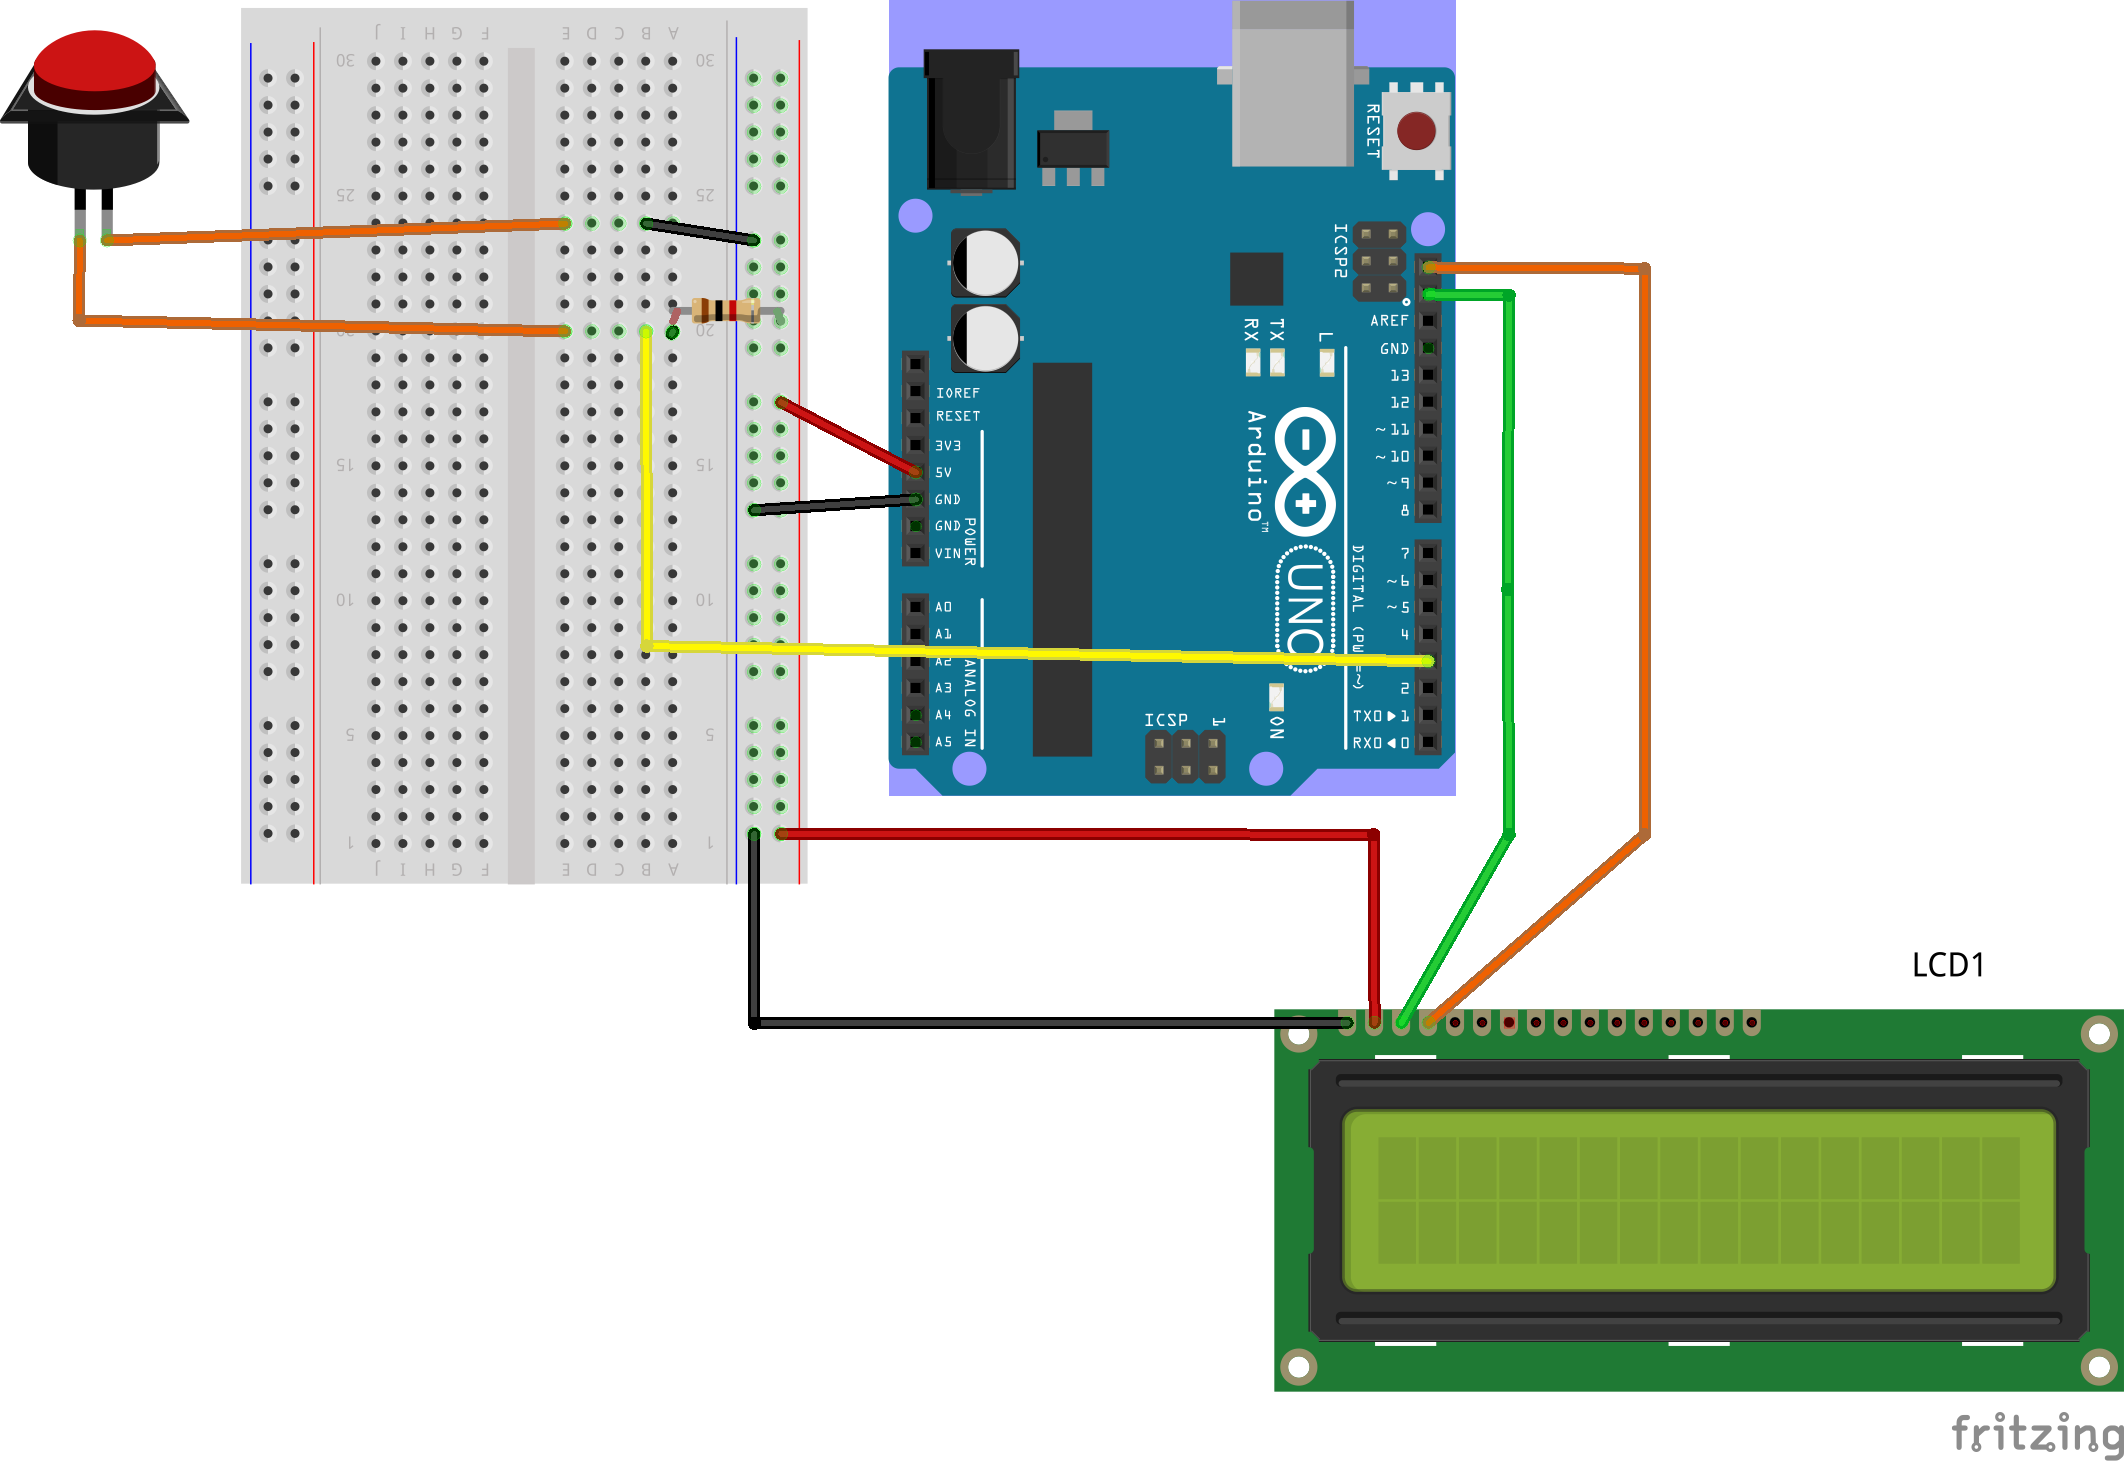 J I H G F E D C B A
30 30
25 25
20
15 15
10 10
5 5
1 1
J I H G F E D C B A
RESET
ICSP2
RX TX L
AREF
GND
13
12
~11
~10
~9
8
7
~6
~5
4
2
TX0▶1
RX0◀0
IOREF
RESET
3V3
5V
GND
GND
VIN
POWER
A0
A1
A2
A3
A4
A5
ANALOG IN
Arduino™
UNO
DIGITAL (PWM=~)
ICSP 1
ON
LCD1
fritzing